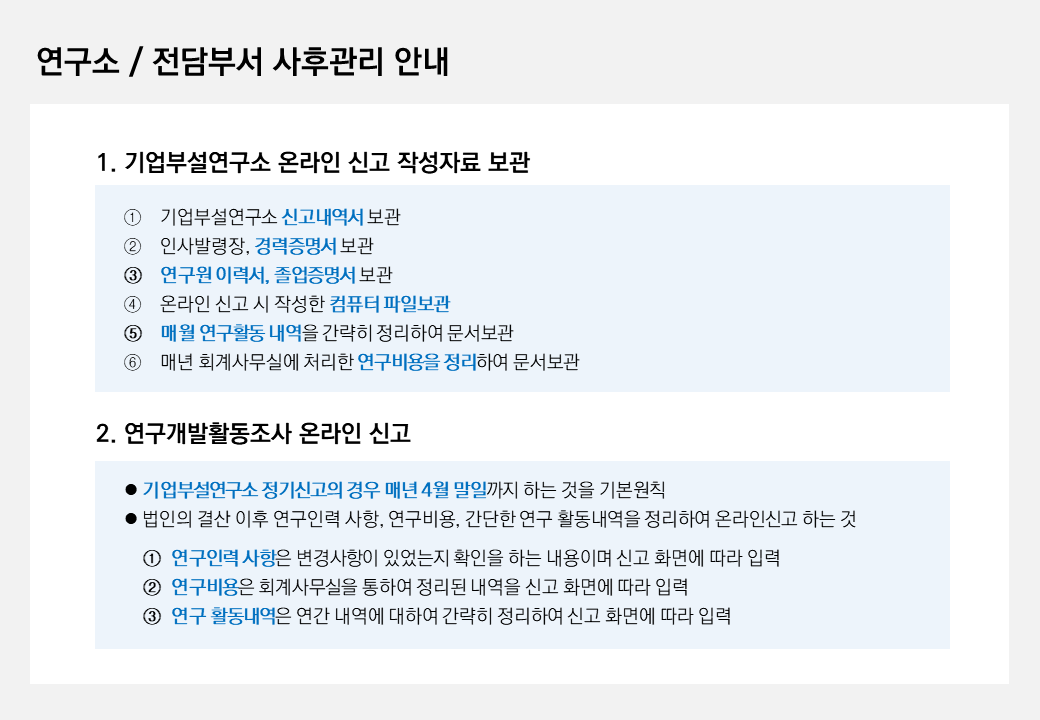 연구소 / 전담부서 사후관리 안내
1. 기업부설연구소 온라인 신고 작성자료 보관
① 기업부설연구소 신고내역서 보관
② 인사발령장, 경력증명서 보관
③ 연구원 이력서, 졸업증명서 보관
④ 온라인 신고 시 작성한 컴퓨터 파일보관
⑤ 매월 연구활동 내역을 간략히 정리하여 문서보관
⑥ 매년 회계사무실에 처리한 연구비용을 정리하여 문서보관
2. 연구개발활동조사 온라인 신고
● 기업부설연구소 정기신고의 경우 매년 4월 말일까지 하는 것을 기본원칙
● 법인의 결산 이후 연구인력 사항, 연구비용, 간단한 연구 활동내역을 정리하여 온라인신고 하는 것
① 연구인력 사항은 변경사항이 있었는지 확인을 하는 내용이며 신고 화면에 따라 입력
② 연구비용은 회계사무실을 통하여 정리된 내역을 신고 화면에 따라 입력
③ 연구 활동내역은 연간 내역에 대하여 간략히 정리하여 신고 화면에 따라 입력